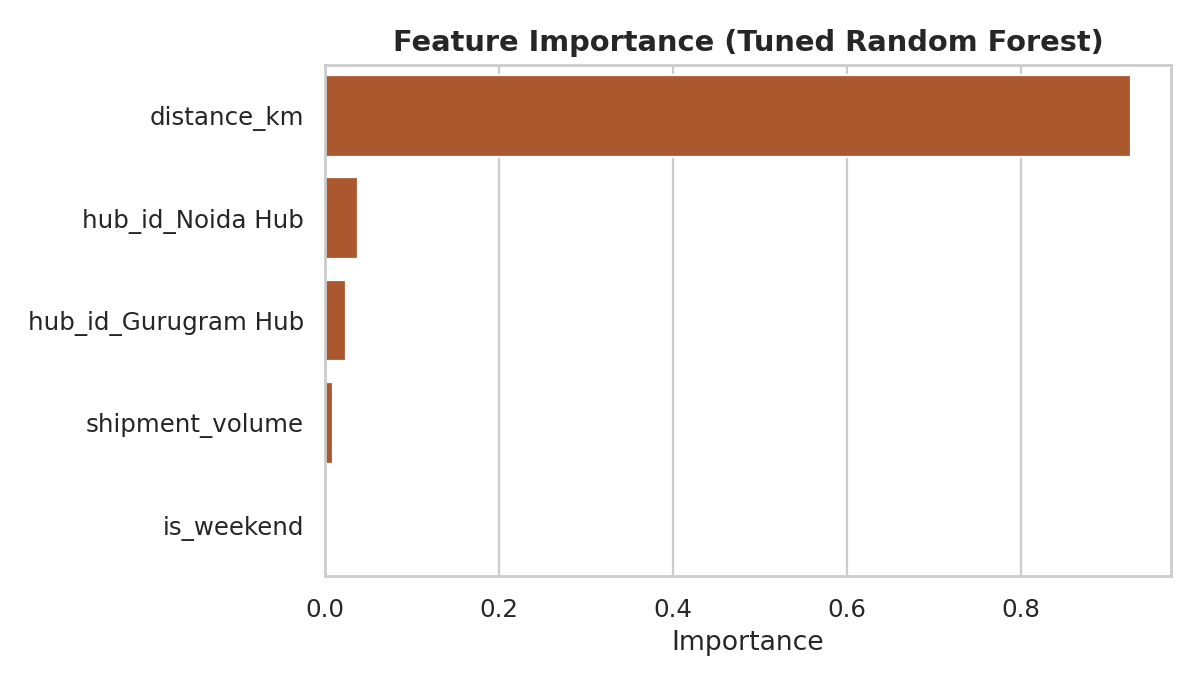 Feature Importance (Tuned Random Forest)
distance_km
hub_id_Noida Hub
hub_id_Gurugram Hub
shipment_volume
is_weekend
0.0 0.2 0.4 0.6 0.8
Importance